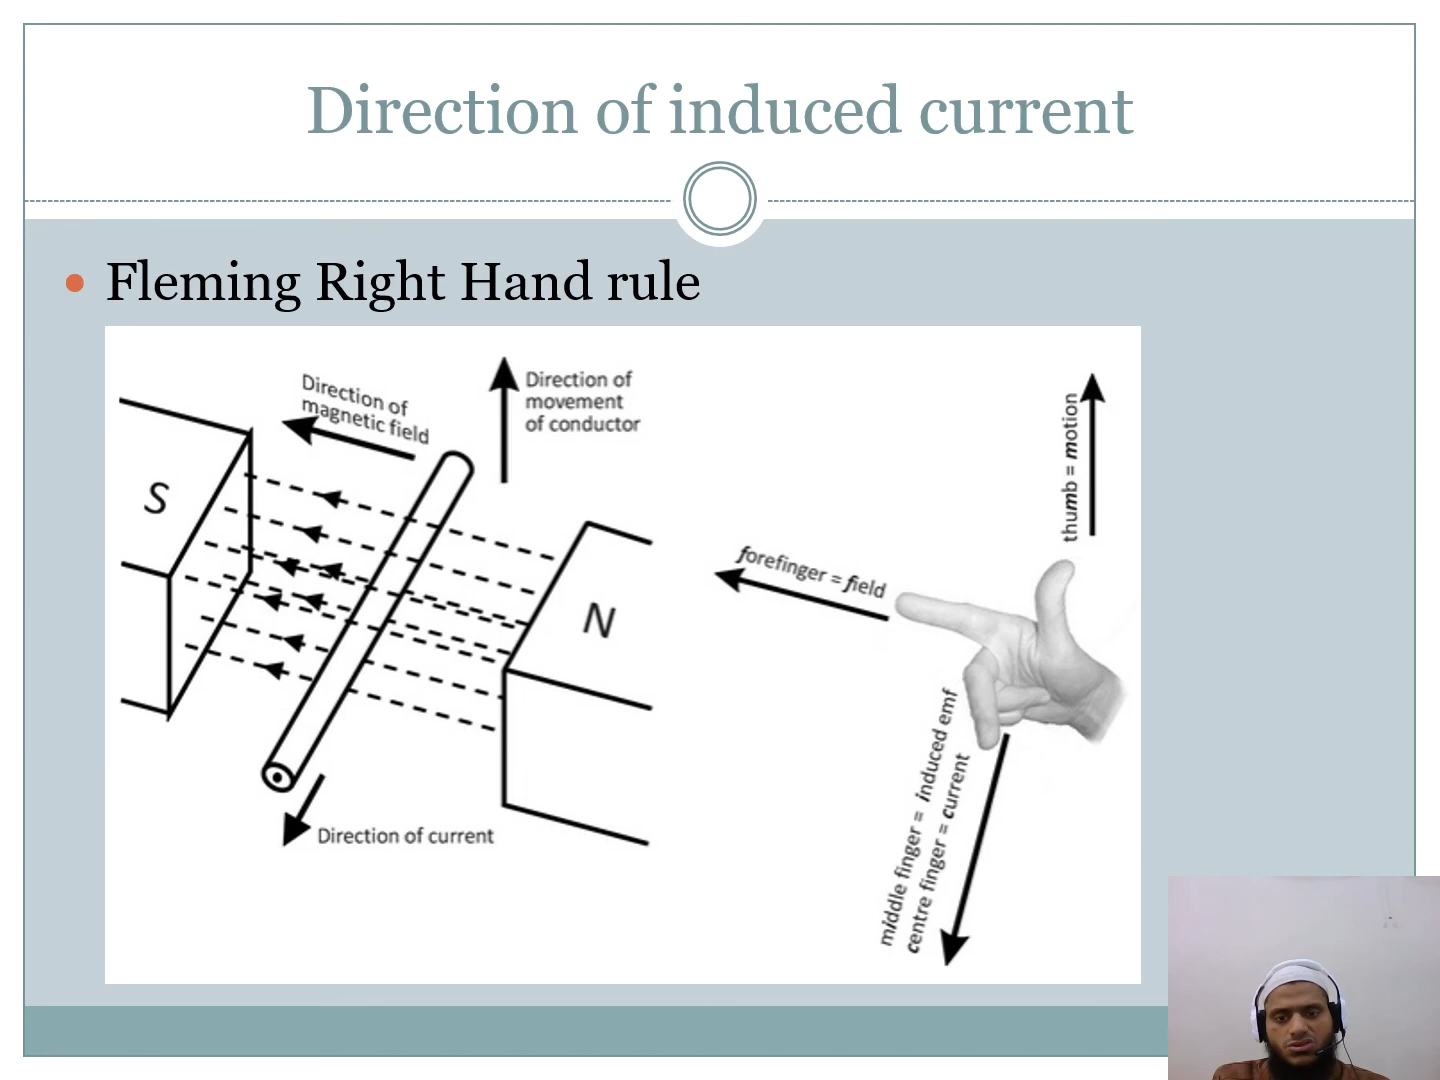 Direction of induced current
Fleming Right Hand rule
Direction of
magnetic field
Direction of
movement
of conductor
S
N
Direction of current
thumb = motion
forefinger = field
middle finger = induced emf
centre finger = current